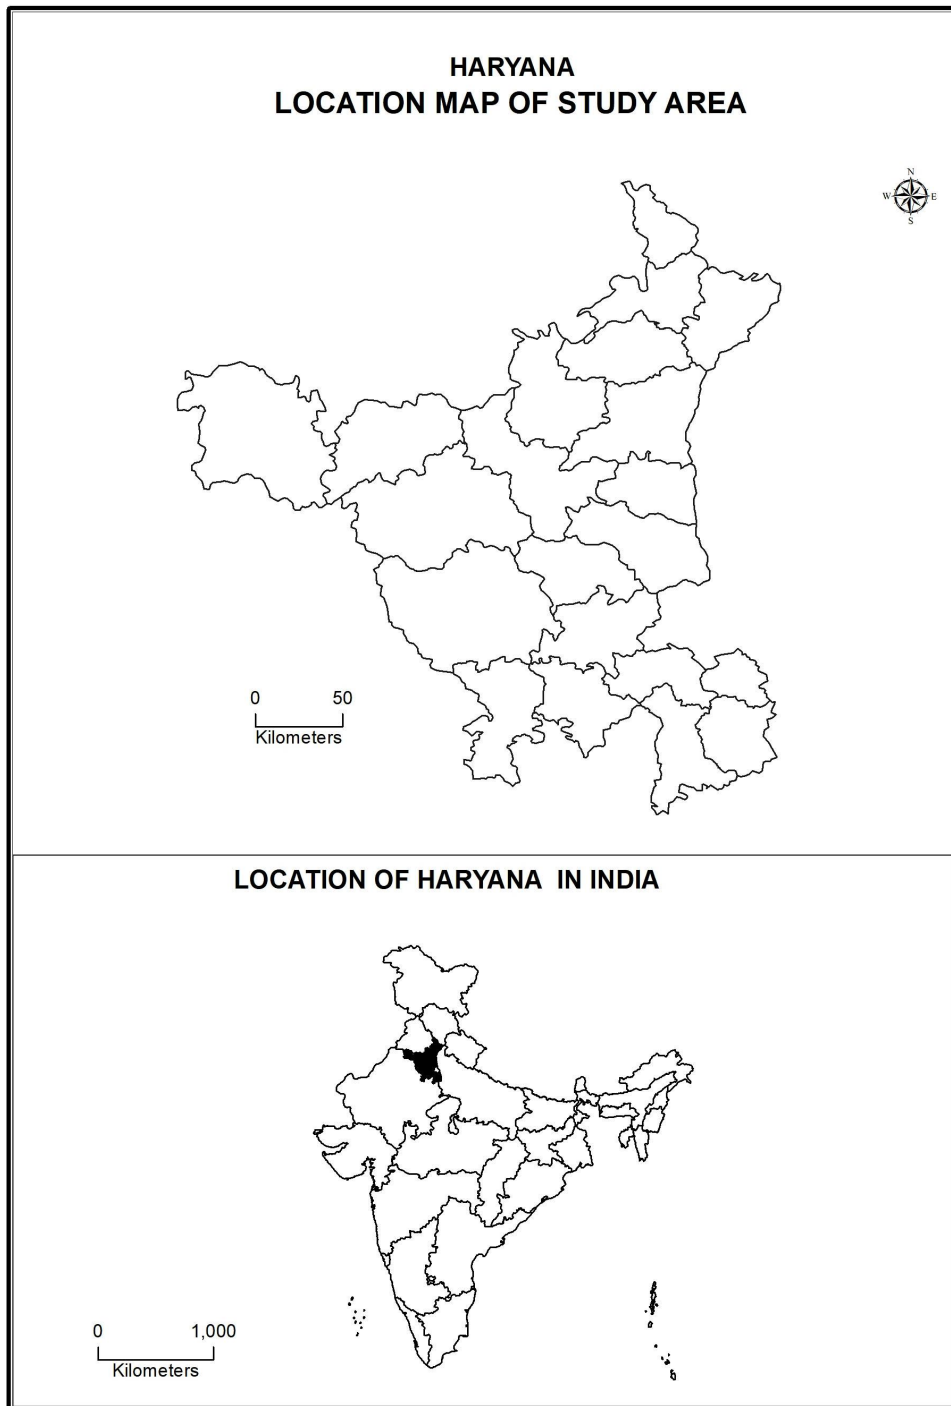 HARYANA
LOCATION MAP OF STUDY AREA
N
W E
S
0 50
Kilometers
LOCATION OF HARYANA IN INDIA
0 1,000
Kilometers